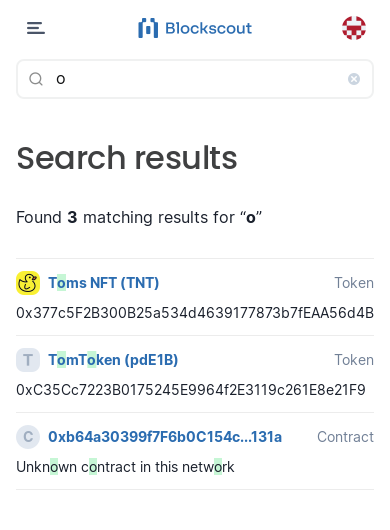 Blockscout
o
Search results
Found 3 matching results for “o”
Toms NFT (TNT) Token
0x377c5F2B300B25a534d4639177873b7fEAA56d4B
T TomToken (pdE1B) Token
0xC35Cc7223B0175245E9964f2E3119c261E8e21F9
C 0xb64a30399f7F6b0C154c...131a Contract
Unknown contract in this network